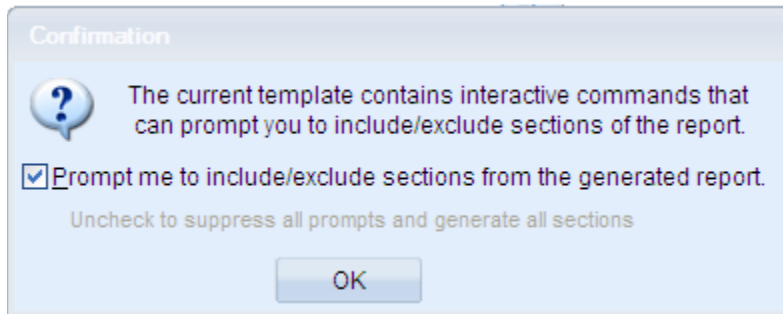 Confirmation
The current template contains interactive commands that
can prompt you to include/exclude sections of the report.
Prompt me to include/exclude sections from the generated report.
Uncheck to suppress all prompts and generate all sections
OK